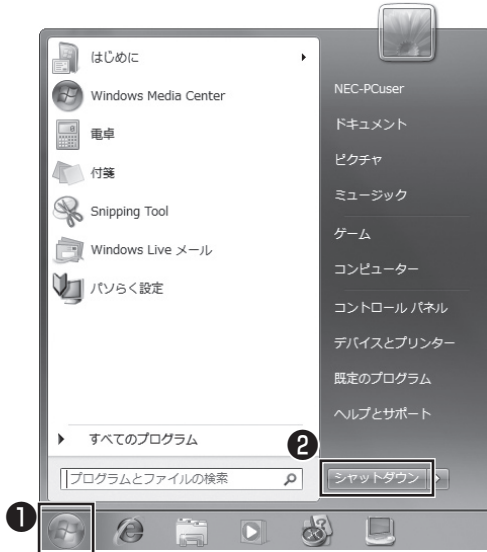 はじめに
Windows Media Center
電卓
付箋
Snipping Tool
Windows Live メール
パソらく設定
すべてのプログラム
プログラムとファイルの検索
NEC-PCuser
ドキュメント
ピクチャ
ミュージック
ゲーム
コンピューター
コントロール パネル
デバイスとプリンター
既定のプログラム
ヘルプとサポート
❷
シャットダウン
❶